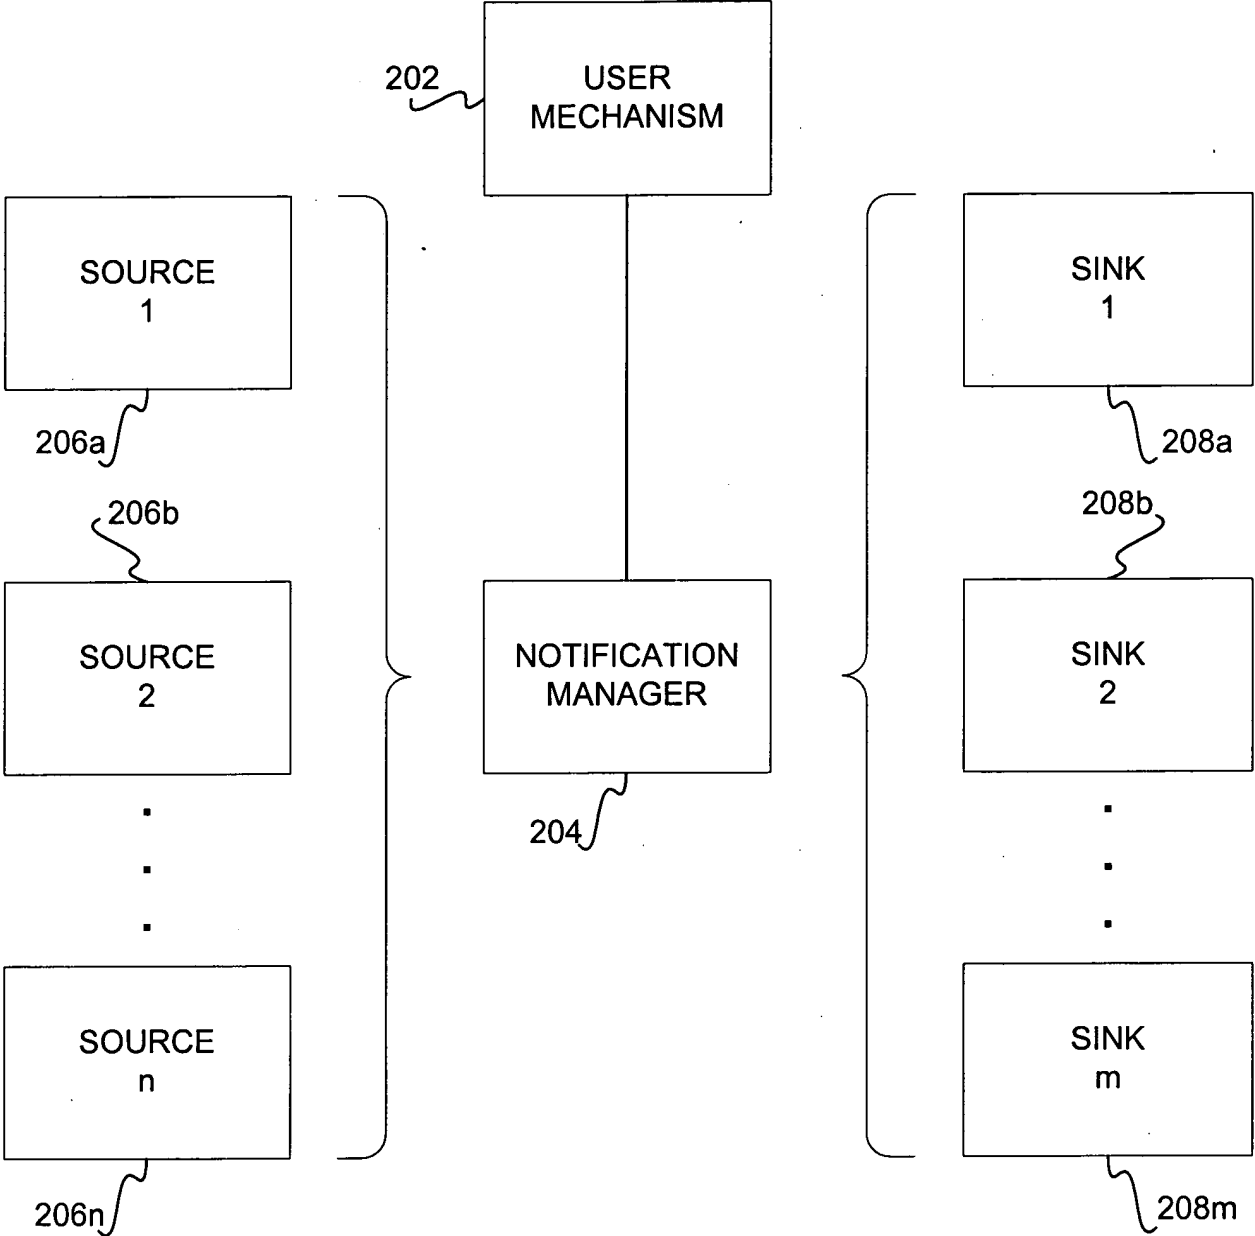 202
USER
MECHANISM
SOURCE
1
206a
206b
SOURCE
2
SOURCE
n
206n
NOTIFICATION
MANAGER
204
SINK
1
208a
208b
SINK
2
SINK
m
208m